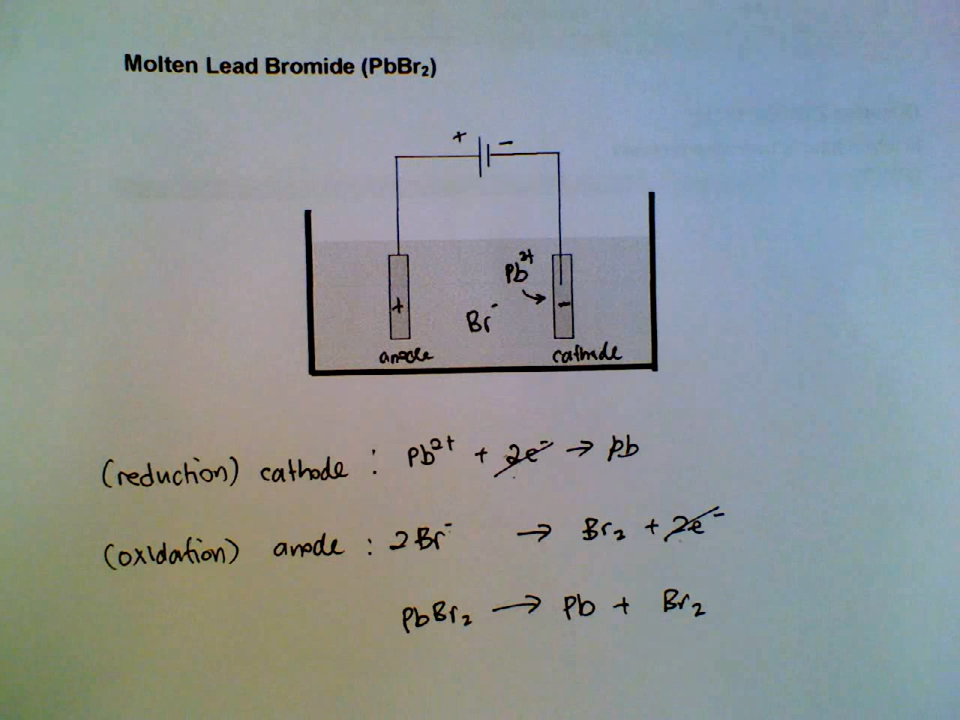 Molten Lead Bromide (PbBr₂)
+ −
Pb²⁺
+ −
Br⁻
anode cathode
(reduction) cathode : Pb²⁺ + 2e⁻ → Pb
(oxidation) anode : 2Br⁻ → Br₂ + 2e⁻
PbBr₂ → Pb + Br₂